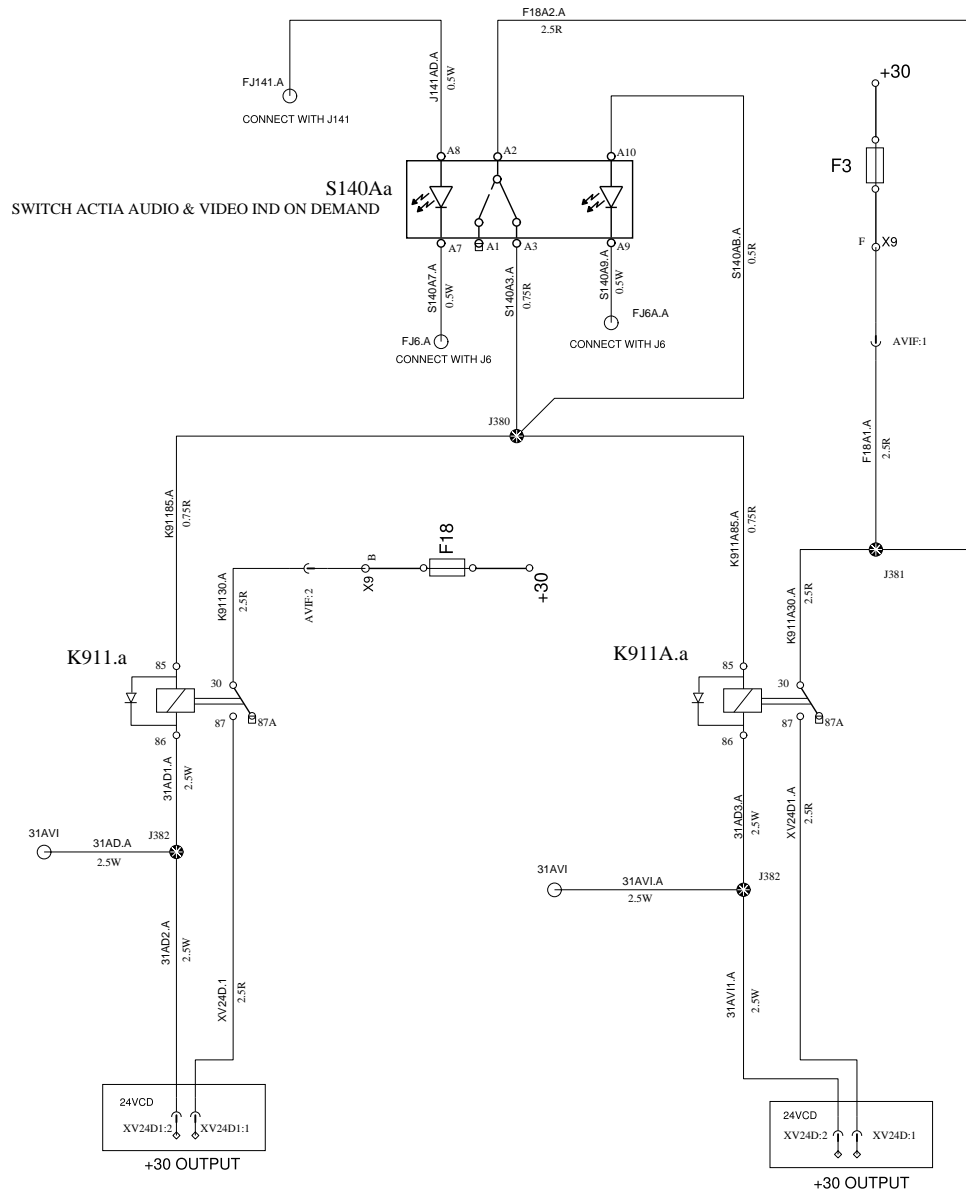 F18A2.A
2.5R
+30
J141AD.A
0.5W
FJ141.A
CONNECT WITH J141
F3
A8
A2
A10
S140Aa
SWITCH ACTIA AUDIO & VIDEO IND ON DEMAND
F
X9
A7
A1
A3
A9
S140A7.A
0.5W
S140A3.A
0.75R
S140A9.A
0.5W
S140AB.A
0.5R
FJ6.A
CONNECT WITH J6
FJ6A.A
CONNECT WITH J6
AVIF:1
J380
F18A1.A
2.5R
K91185.A
0.75R
K911A85.A
0.75R
F18
B
X9
+30
AVIF:2
K91130.A
2.5R
J381
K911A30.A
2.5R
K911.a
85
30
87
87A
86
K911A.a
85
30
87
87A
86
31AD1.A
2.5W
31AD3.A
2.5W
XV24D1.A
2.5R
31AVI
31AD.A
2.5W
J382
31AVI
31AVI.A
2.5W
J382
31AD2.A
2.5W
XV24D.1
2.5R
31AVI1.A
2.5W
24VCD
XV24D1:2
XV24D1:1
+30 OUTPUT
24VCD
XV24D:2
XV24D:1
+30 OUTPUT